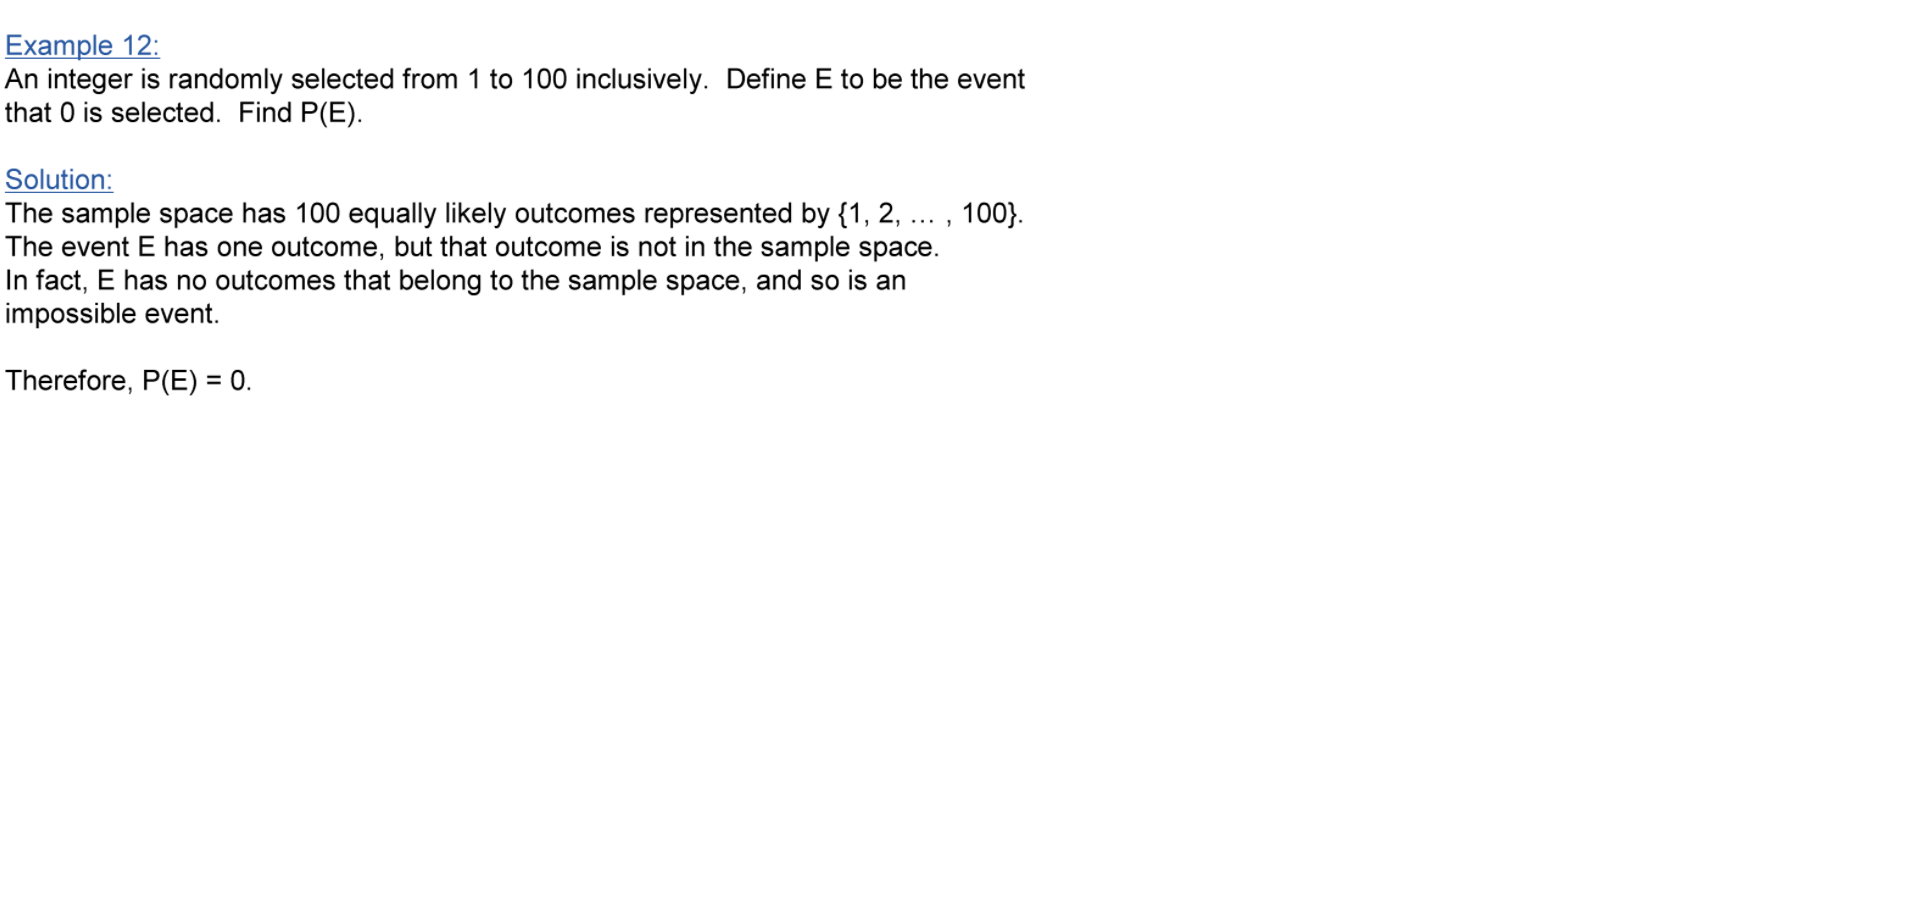 Example 12:
An integer is randomly selected from 1 to 100 inclusively.  Define E to be the event
that 0 is selected.  Find P(E).
Solution:
The sample space has 100 equally likely outcomes represented by {1, 2, … , 100}.
The event E has one outcome, but that outcome is not in the sample space.
In fact, E has no outcomes that belong to the sample space, and so is an
impossible event.
Therefore, P(E) = 0.